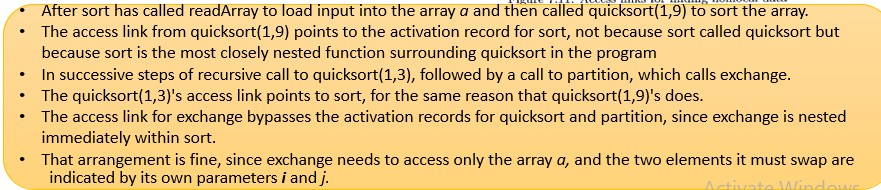 Figure 7.11: Access links for finding nonlocal data
• After sort has called readArray to load input into the array a and then called quicksort(1,9) to sort the array.
• The access link from quicksort(1,9) points to the activation record for sort, not because sort called quicksort but
because sort is the most closely nested function surrounding quicksort in the program
• In successive steps of recursive call to quicksort(1,3), followed by a call to partition, which calls exchange.
• The quicksort(1,3)'s access link points to sort, for the same reason that quicksort(1,9)'s does.
• The access link for exchange bypasses the activation records for quicksort and partition, since exchange is nested
immediately within sort.
• That arrangement is fine, since exchange needs to access only the array a, and the two elements it must swap are
indicated by its own parameters i and j.
Activate Windows